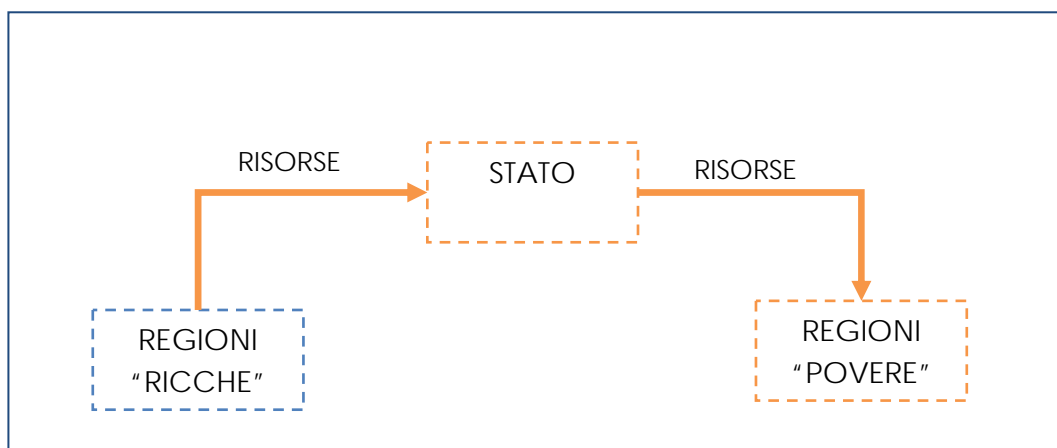 RISORSE
STATO
RISORSE
REGIONI
“RICCHE”
REGIONI
“POVERE”